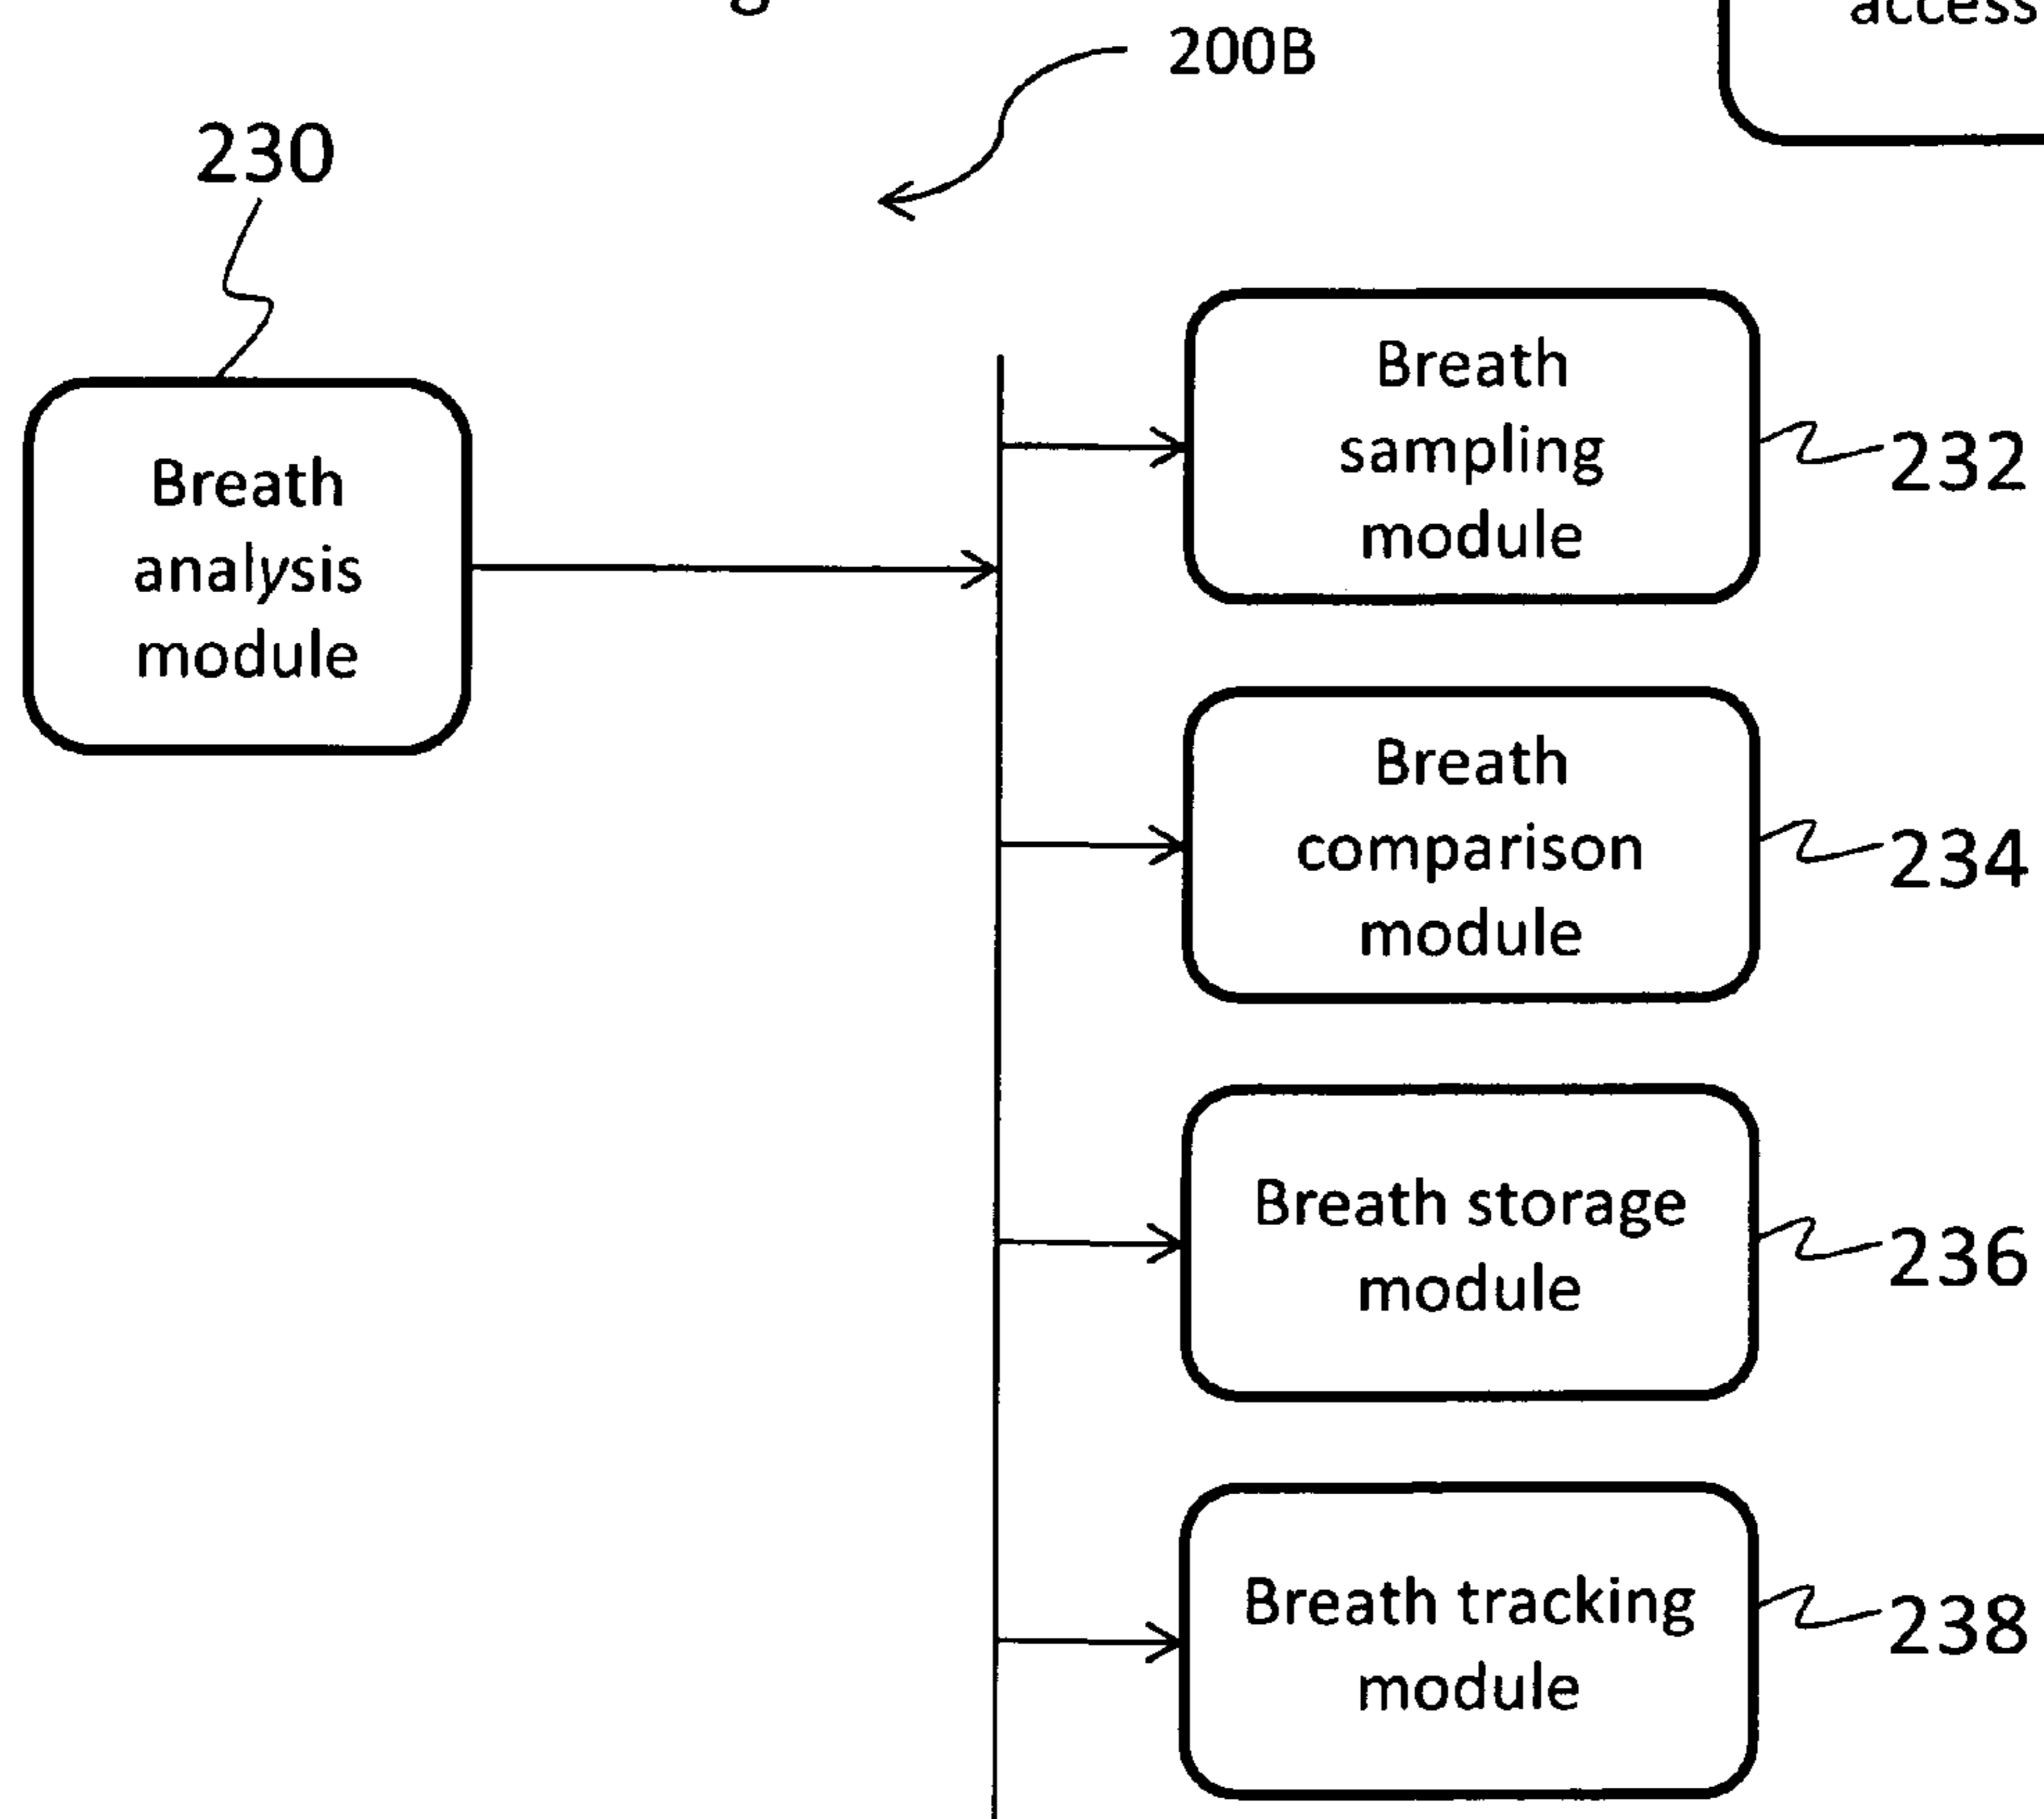 access
200B
230
Breath
analysis
module
Breath
sampling
module
232
Breath
comparison
module
234
Breath storage
module
236
Breath tracking
module
238